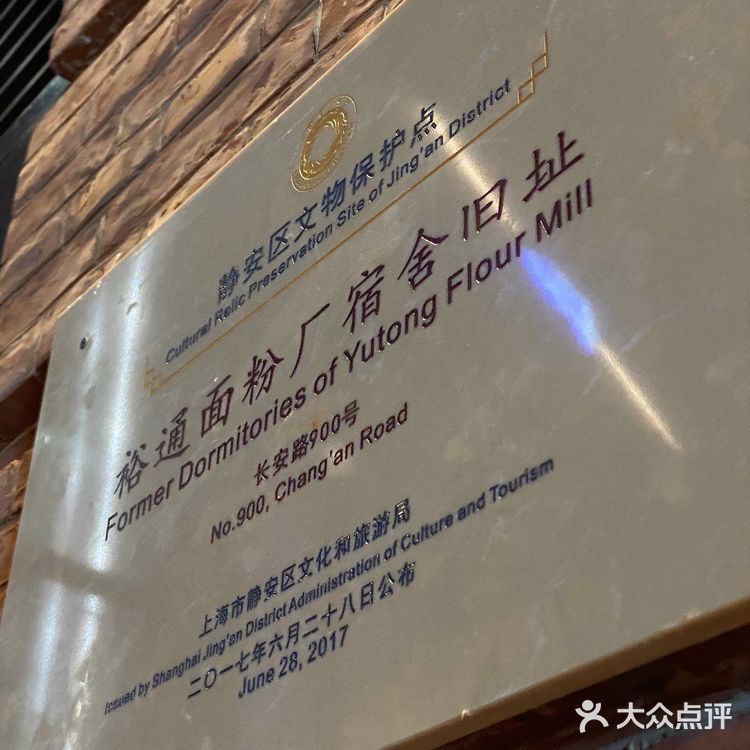 静安区文物保护点
Cultural Relic Preservation Site of Jing'an District
裕通面粉厂宿舍旧址
Former Dormitories of Yutong Flour Mill
长安路900号
No.900, Chang'an Road
上海市静安区文化和旅游局
Issued by Shanghai Jing'an District Administration of Culture and Tourism
二〇一七年六月二十八日公布
June 28, 2017
大众点评